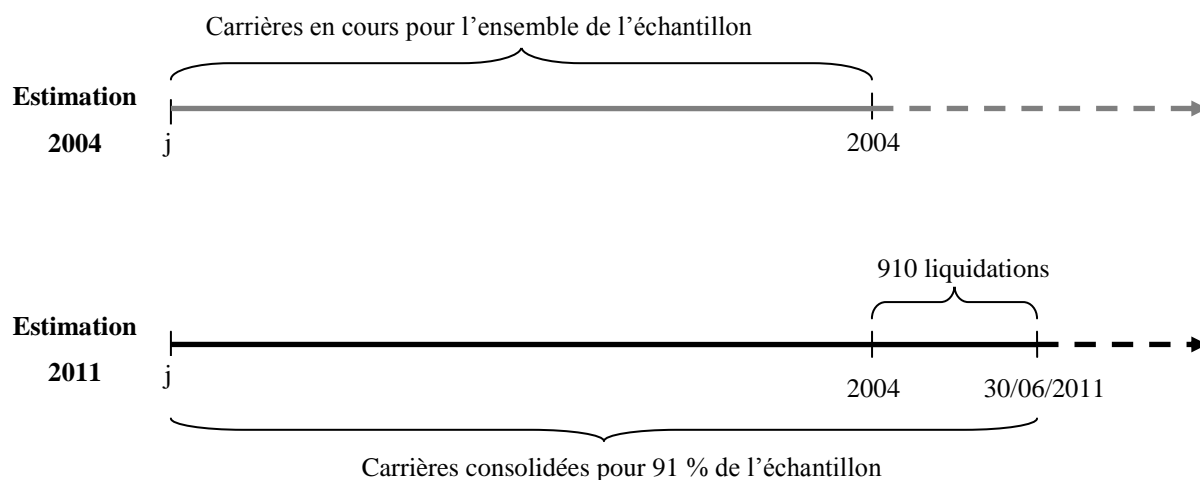 Carrières en cours pour l’ensemble de l’échantillon
Estimation
2004
j
2004
910 liquidations
Estimation
2011
j
2004
30/06/2011
Carrières consolidées pour 91 % de l’échantillon